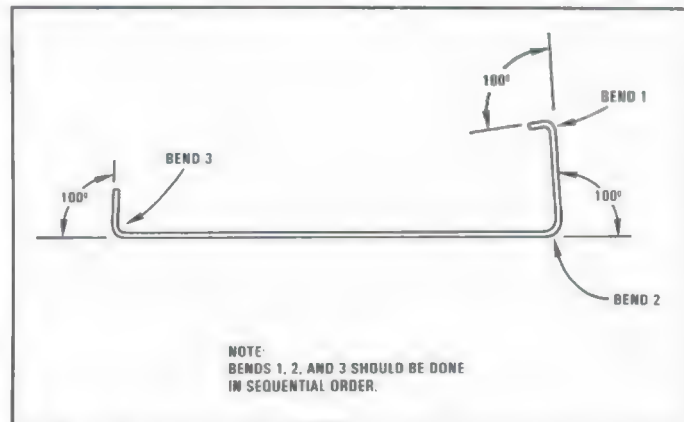 100°
BEND 1
BEND 3
100°
100°
BEND 2
NOTE:
BENDS 1, 2, AND 3 SHOULD BE DONE
IN SEQUENTIAL ORDER.